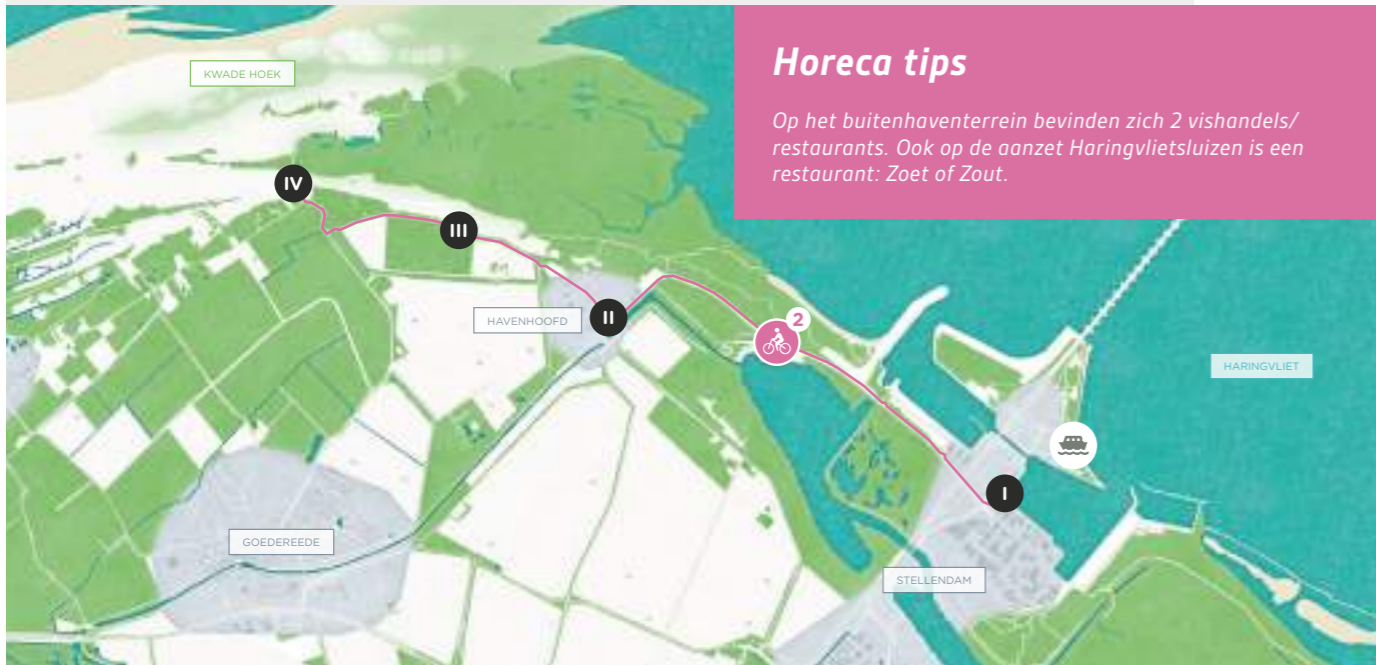 Horeca tips
Op het buitenhaventerrein bevinden zich 2 vishandels/
restaurants. Ook op de aanzet Haringvlietsluizen is een
restaurant: Zoet of Zout.
KWADE HOEK
IV
III
HAVENHOOFD
II
2
HARINGVLIET
I
GOEDEREEDE
STELLENDAM